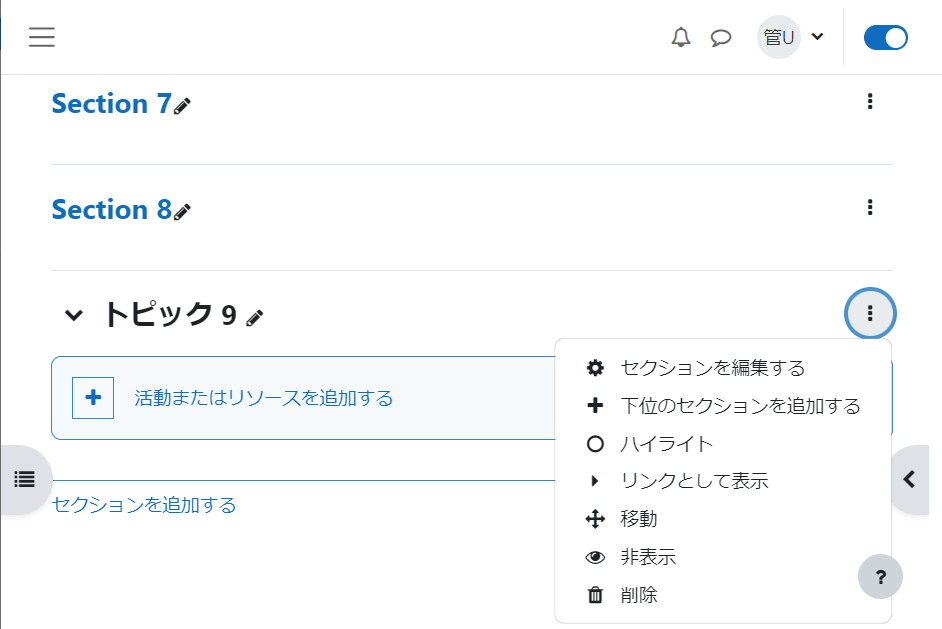 管U
Section 7
Section 8
トピック 9
活動またはリソースを追加する
セクションを追加する
セクションを編集する
下位のセクションを追加する
ハイライト
リンクとして表示
移動
非表示
削除
?